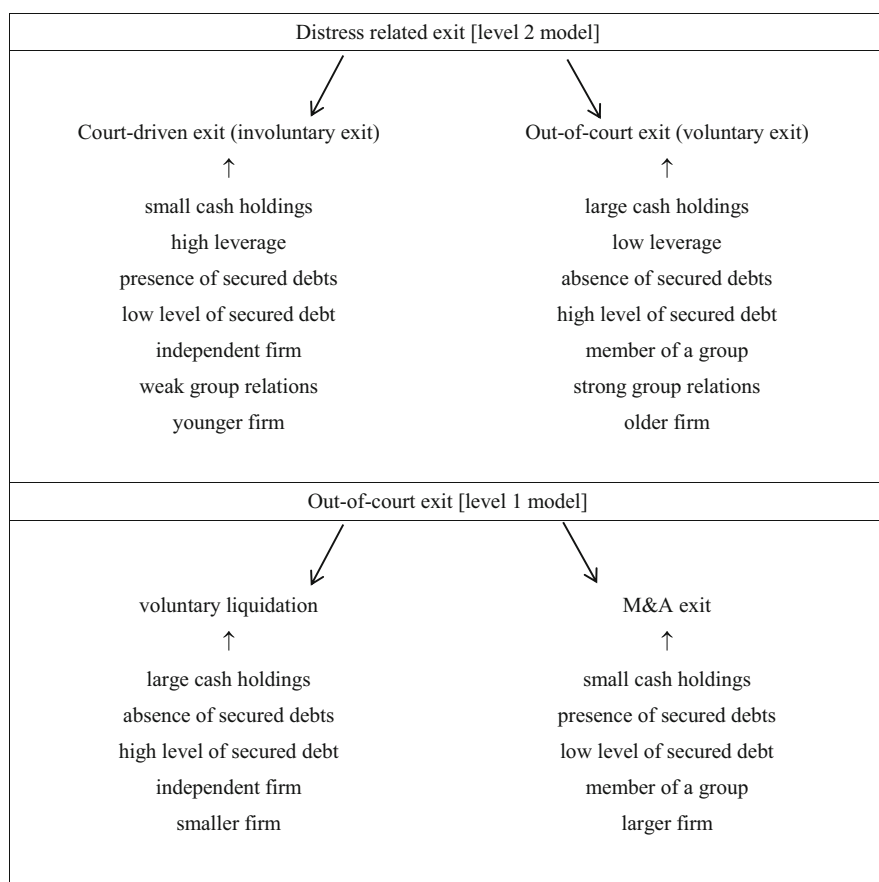 Distress related exit [level 2 model]
Court-driven exit (involuntary exit) Out-of-court exit (voluntary exit)
↑ ↑
small cash holdings large cash holdings
high leverage low leverage
presence of secured debts absence of secured debts
low level of secured debt high level of secured debt
independent firm member of a group
weak group relations strong group relations
younger firm older firm
Out-of-court exit [level 1 model]
voluntary liquidation M&A exit
↑ ↑
large cash holdings small cash holdings
absence of secured debts presence of secured debts
high level of secured debt low level of secured debt
independent firm member of a group
smaller firm larger firm